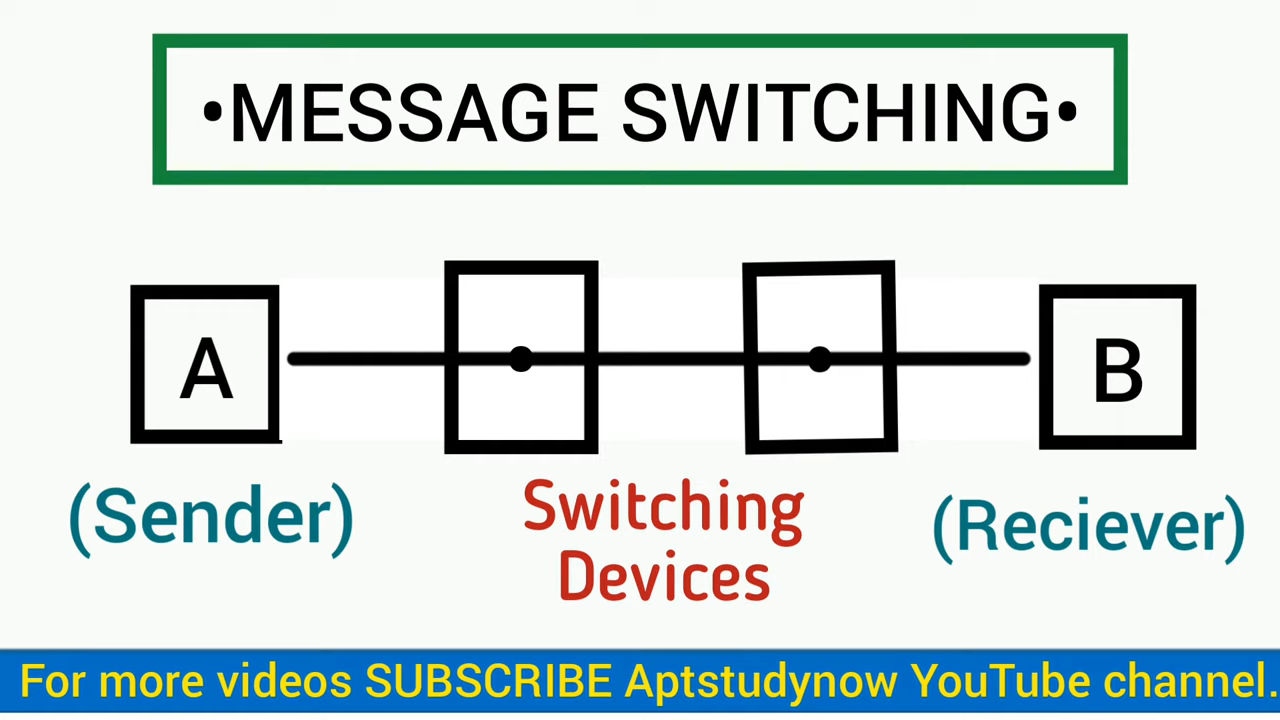 •MESSAGE SWITCHING•
A
B
(Sender)
Switching
Devices
(Reciever)
For more videos SUBSCRIBE Aptstudynow YouTube channel.